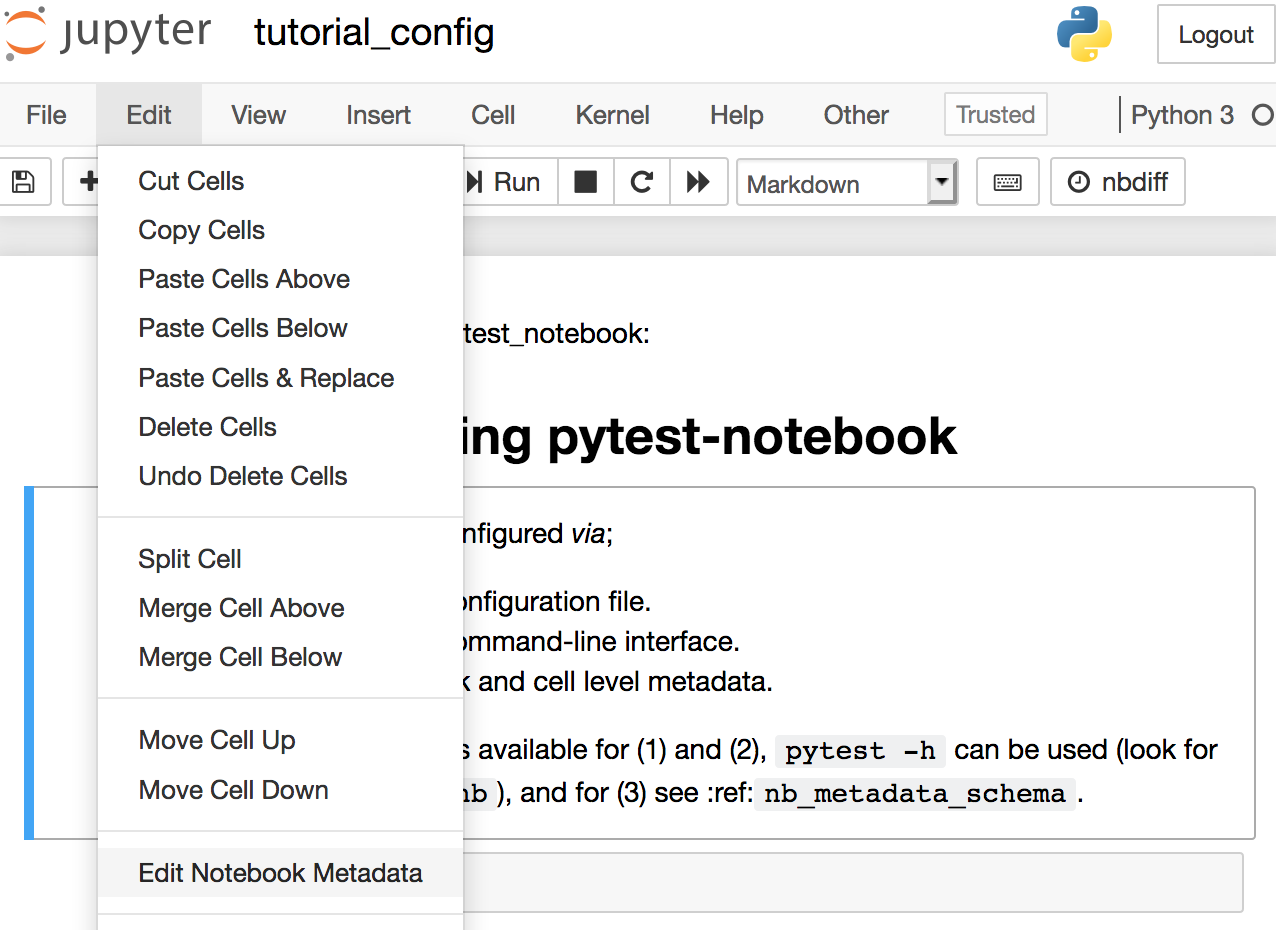 jupyter tutorial_config Logout
File Edit View Insert Cell Kernel Help Other Trusted Python 3
Run Markdown nbdiff
Cut Cells
Copy Cells
Paste Cells Above
Paste Cells Below
Paste Cells & Replace
Delete Cells
Undo Delete Cells
Split Cell
Merge Cell Above
Merge Cell Below
Move Cell Up
Move Cell Down
Edit Notebook Metadata
test_notebook:
ing pytest-notebook
nfigured via;
onfiguration file.
ommand-line interface.
k and cell level metadata.
s available for (1) and (2), pytest -h can be used (look for
nb ), and for (3) see :ref: nb_metadata_schema .